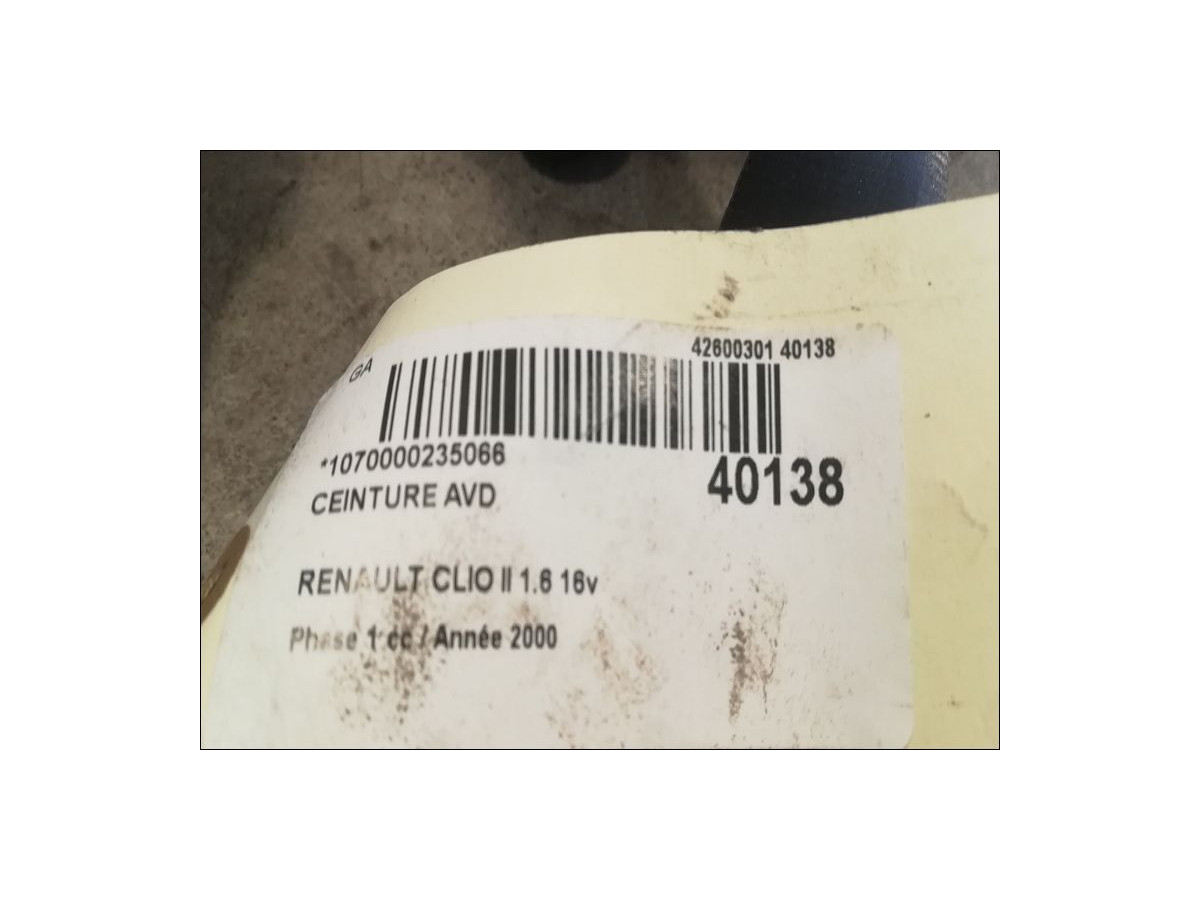 42600301 40138
GA
*1070000235066
40138
CEINTURE AVD
RENAULT CLIO II 1.6 16v
Phase 1 cc / Année 2000